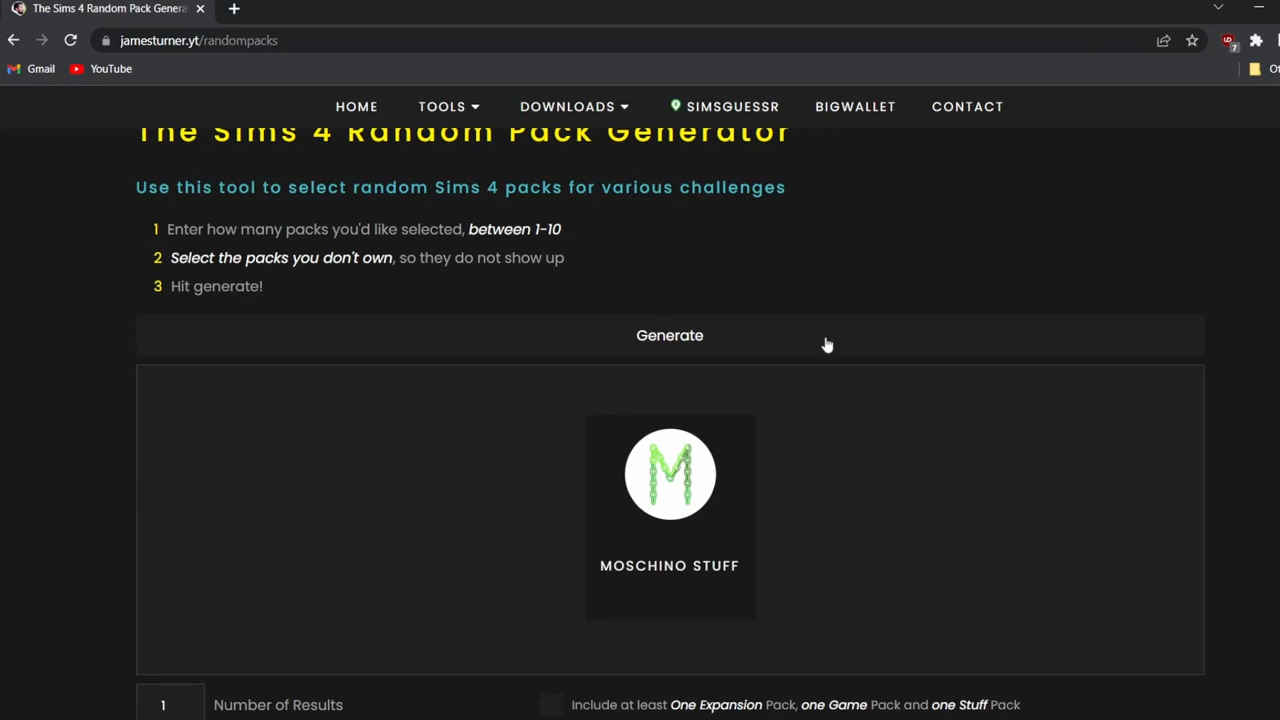 The Sims 4 Random Pack Genera
jamesturner.yt/randompacks
7
Gmail
YouTube
HOME
TOOLS
DOWNLOADS
SIMSGUESSR
BIGWALLET
CONTACT
The Sims 4 Random Pack Generator
Use this tool to select random Sims 4 packs for various challenges
1 Enter how many packs you'd like selected, between 1-10
2 Select the packs you don't own, so they do not show up
3 Hit generate!
Generate
M
MOSCHINO STUFF
1 Number of Results
Include at least One Expansion Pack, one Game Pack and one Stuff Pack